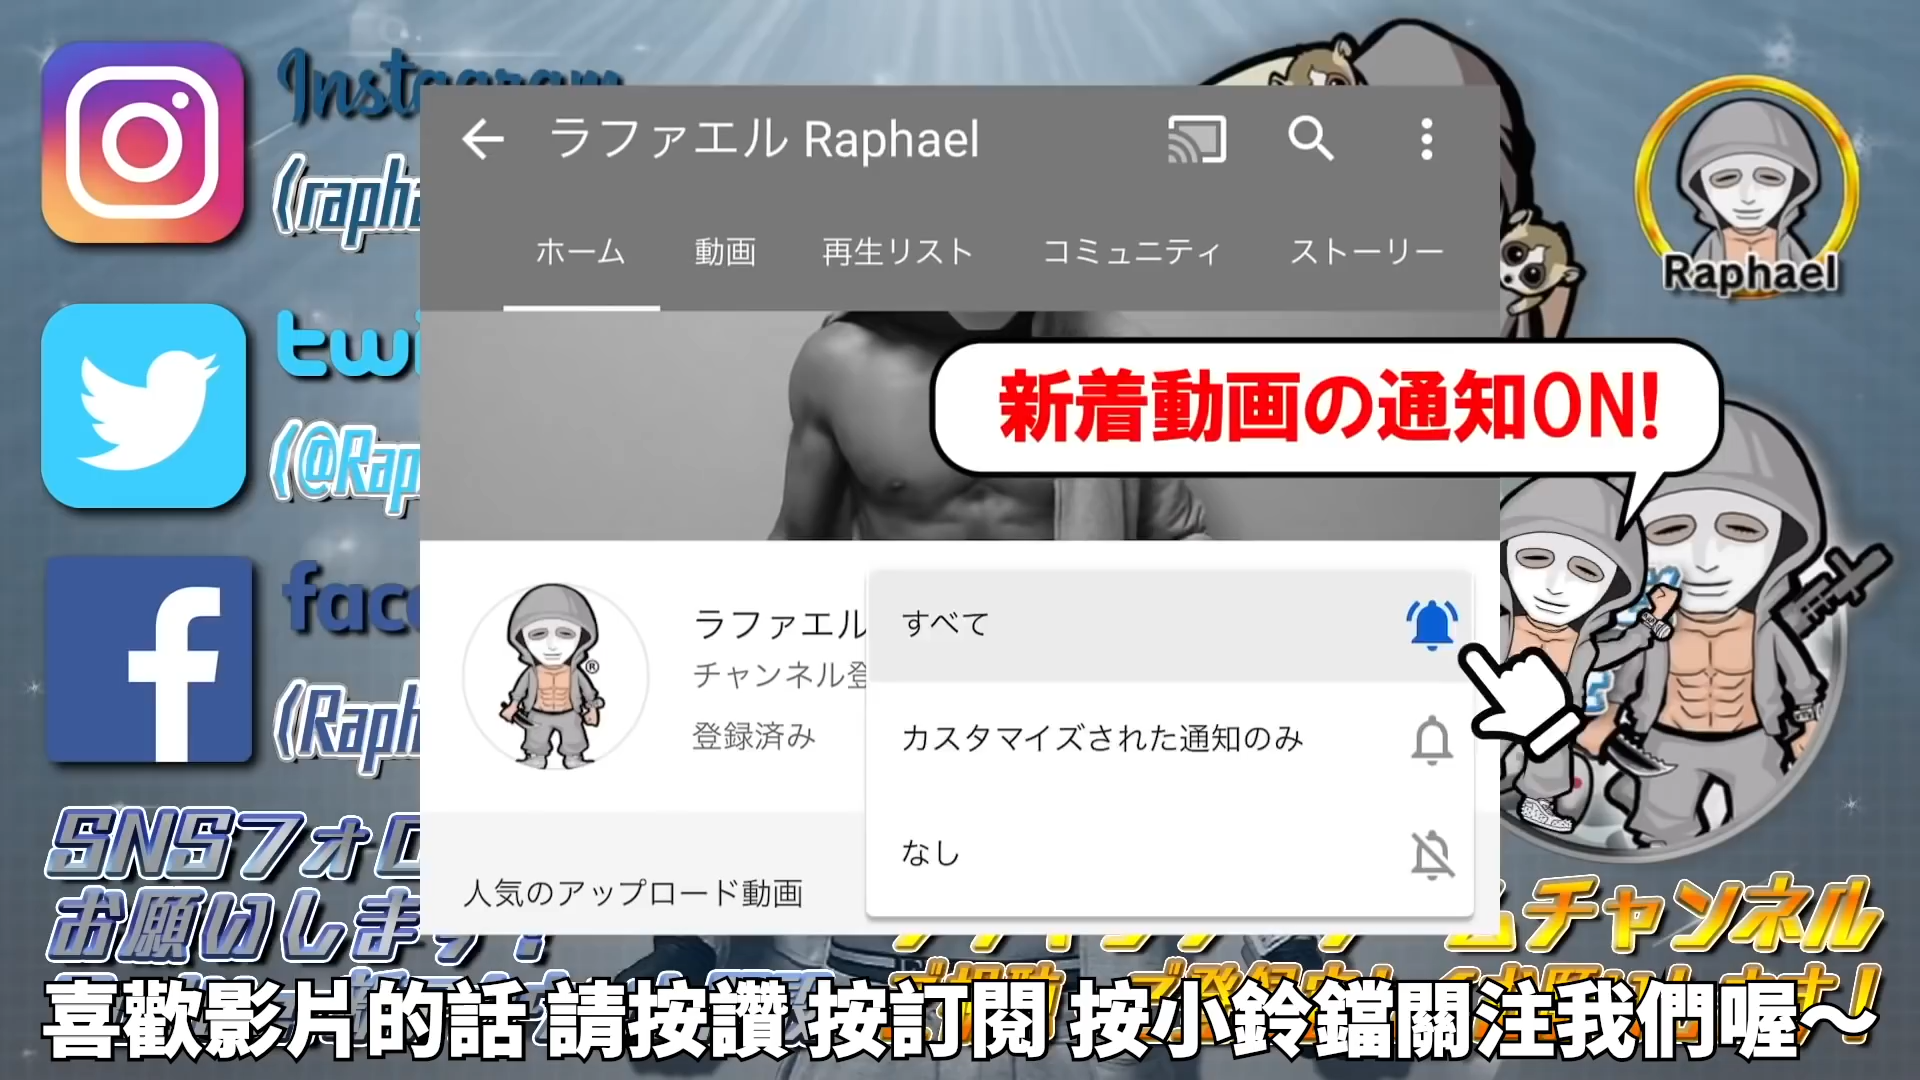 Instagram
ラファエル Raphael
ホーム 動画 再生リスト コミュニティ ストーリー
Raphael
新着動画の通知ON!
ラファエル
チャンネル登
登録済み
すべて
カスタマイズされた通知のみ
なし
人気のアップロード動画
SNSフォロ
お願いします!
チャンネル
喜歡影片的話 請按讚 按訂閱 按小鈴鐺關注我們喔～